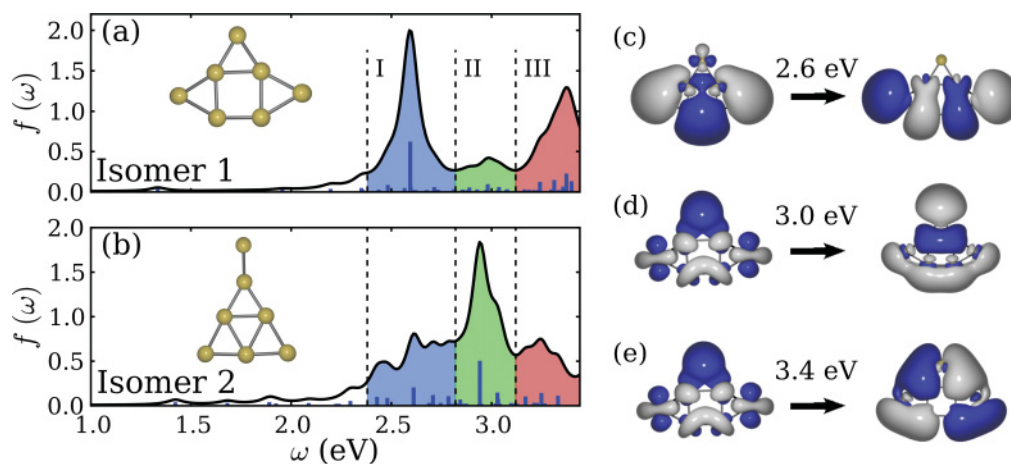 (a)
I
II
III
f (ω)
2.0
1.5
1.0
0.5
0.0
Isomer 1
(b)
f (ω)
2.0
1.5
1.0
0.5
0.0
Isomer 2
1.0
1.5
2.0
2.5
3.0
ω (eV)
(c)
2.6 eV
(d)
3.0 eV
(e)
3.4 eV